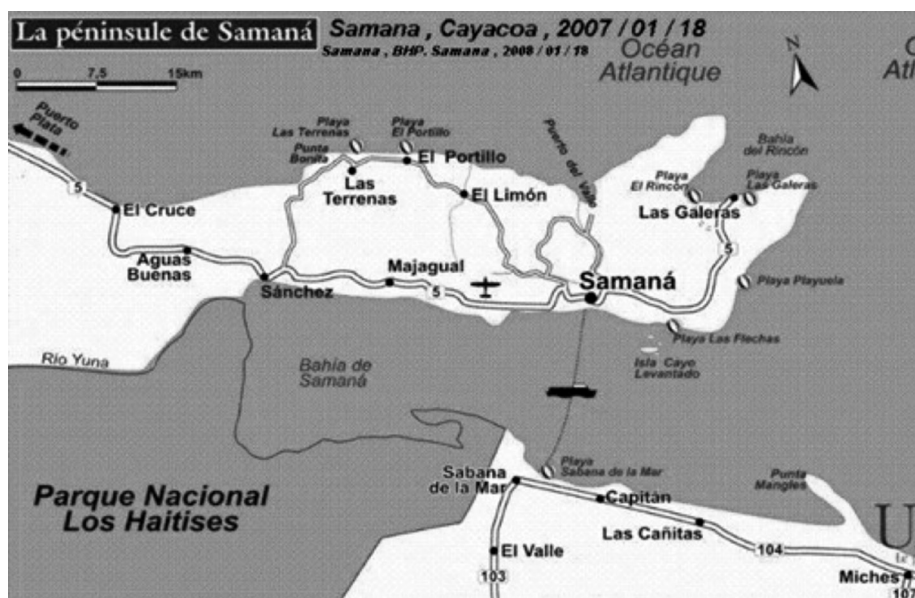 La péninsule de Samaná
Samana , Cayacoa , 2007 / 01 / 18
Samana , BHP. Samana , 2008 / 01 / 18
Océan
Atlantique
N
0 7,5 15km
Puerto
Plata
Playa
Las Terrenas
Playa
El Portillo
Punta
Bonita
El Portillo
Las
Terrenas
El Limón
Puerto del Valle
Bahía
del Rincón
Playa
El Rincón
Playa
Las Galeras
Las Galeras
5
El Cruce
Aguas
Buenas
Sánchez
Majagual
5
Samaná
5
Playa Playuela
Playa Las Flechas
Isla Cayo
Levantado
Río Yuna
Bahía de
Samaná
Parque Nacional
Los Haitises
Sabana
de la Mar
Playa
Sabana de la Mar
Punta
Mangles
Capitán
Las Cañitas
El Valle
103
104
Miches
107